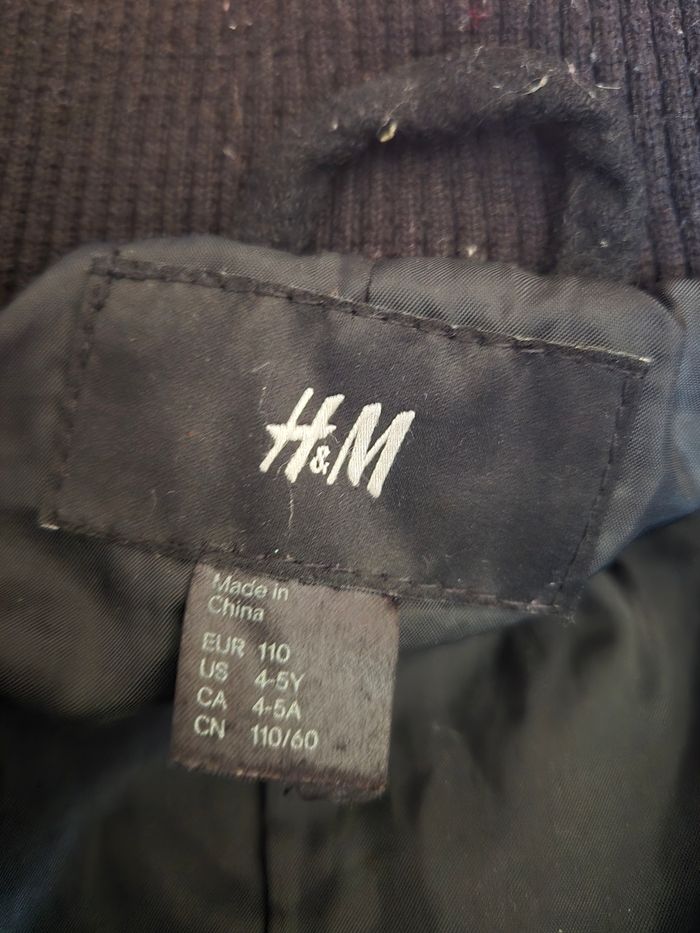 H&M
Made in
China
EUR 110
US 4-5Y
CA 4-5A
CN 110/60